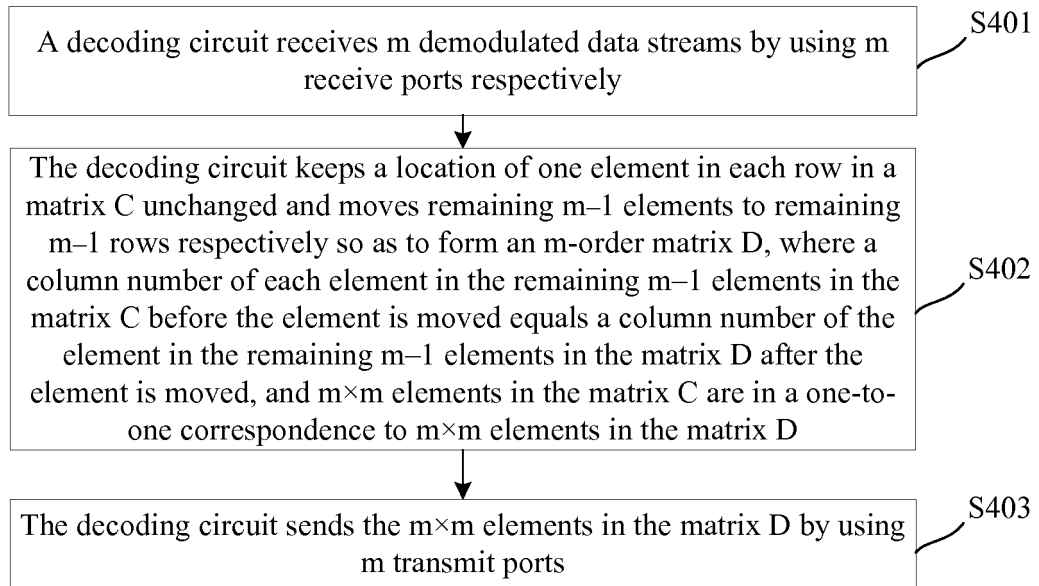 S401
A decoding circuit receives m demodulated data streams by using m
receive ports respectively
The decoding circuit keeps a location of one element in each row in a
matrix C unchanged and moves remaining m–1 elements to remaining
m–1 rows respectively so as to form an m-order matrix D, where a
column number of each element in the remaining m–1 elements in the
matrix C before the element is moved equals a column number of the
element in the remaining m–1 elements in the matrix D after the
element is moved, and m×m elements in the matrix C are in a one-to-
one correspondence to m×m elements in the matrix D
S402
S403
The decoding circuit sends the m×m elements in the matrix D by using
m transmit ports